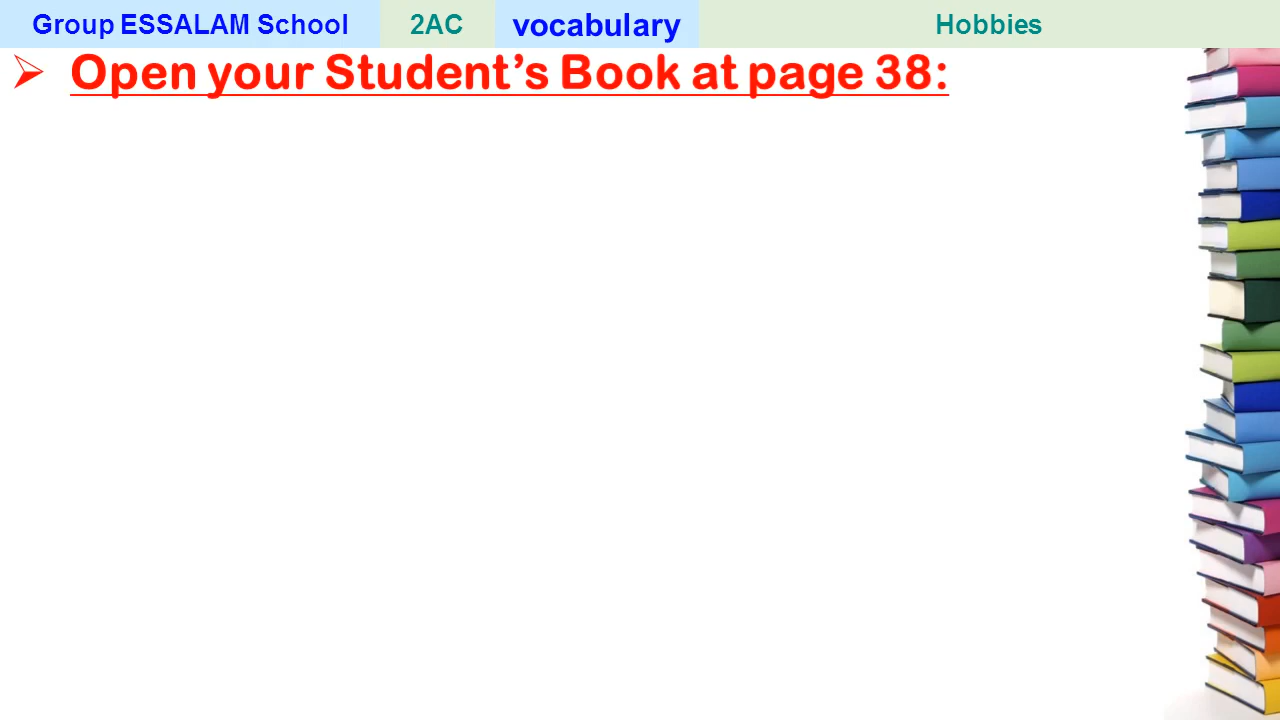 Group ESSALAM School 2AC vocabulary Hobbies
➢ Open your Student’s Book at page 38: